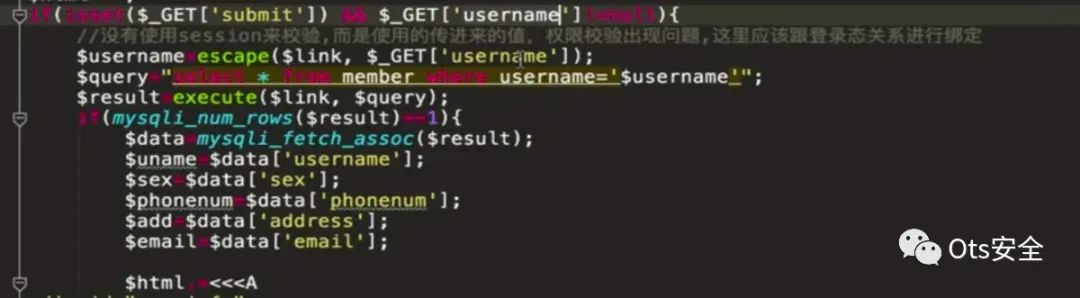 if(isset($_GET['submit']) && $_GET['username']!=null){
//没有使用session来校验,而是使用的传进来的值，权限校验出现问题,这里应该跟登录态关系进行绑定
$username=escape($link, $_GET['username']);
$query="select * from member where username='$username'";
$result=execute($link, $query);
if(mysqli_num_rows($result)==1){
$data=mysqli_fetch_assoc($result);
$uname=$data['username'];
$sex=$data['sex'];
$phonenum=$data['phonenum'];
$add=$data['address'];
$email=$data['email'];
$html.=<<<A
Ots安全